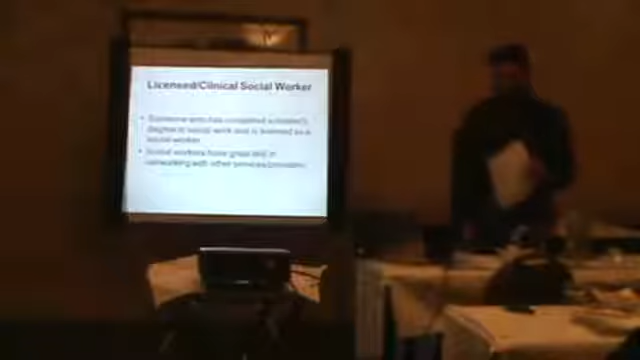 Licensed/Clinical Social Worker
• Someone who has completed a master's
degree in social work and is licensed as a
social worker
• Social workers have great skill in
networking with other services/providers